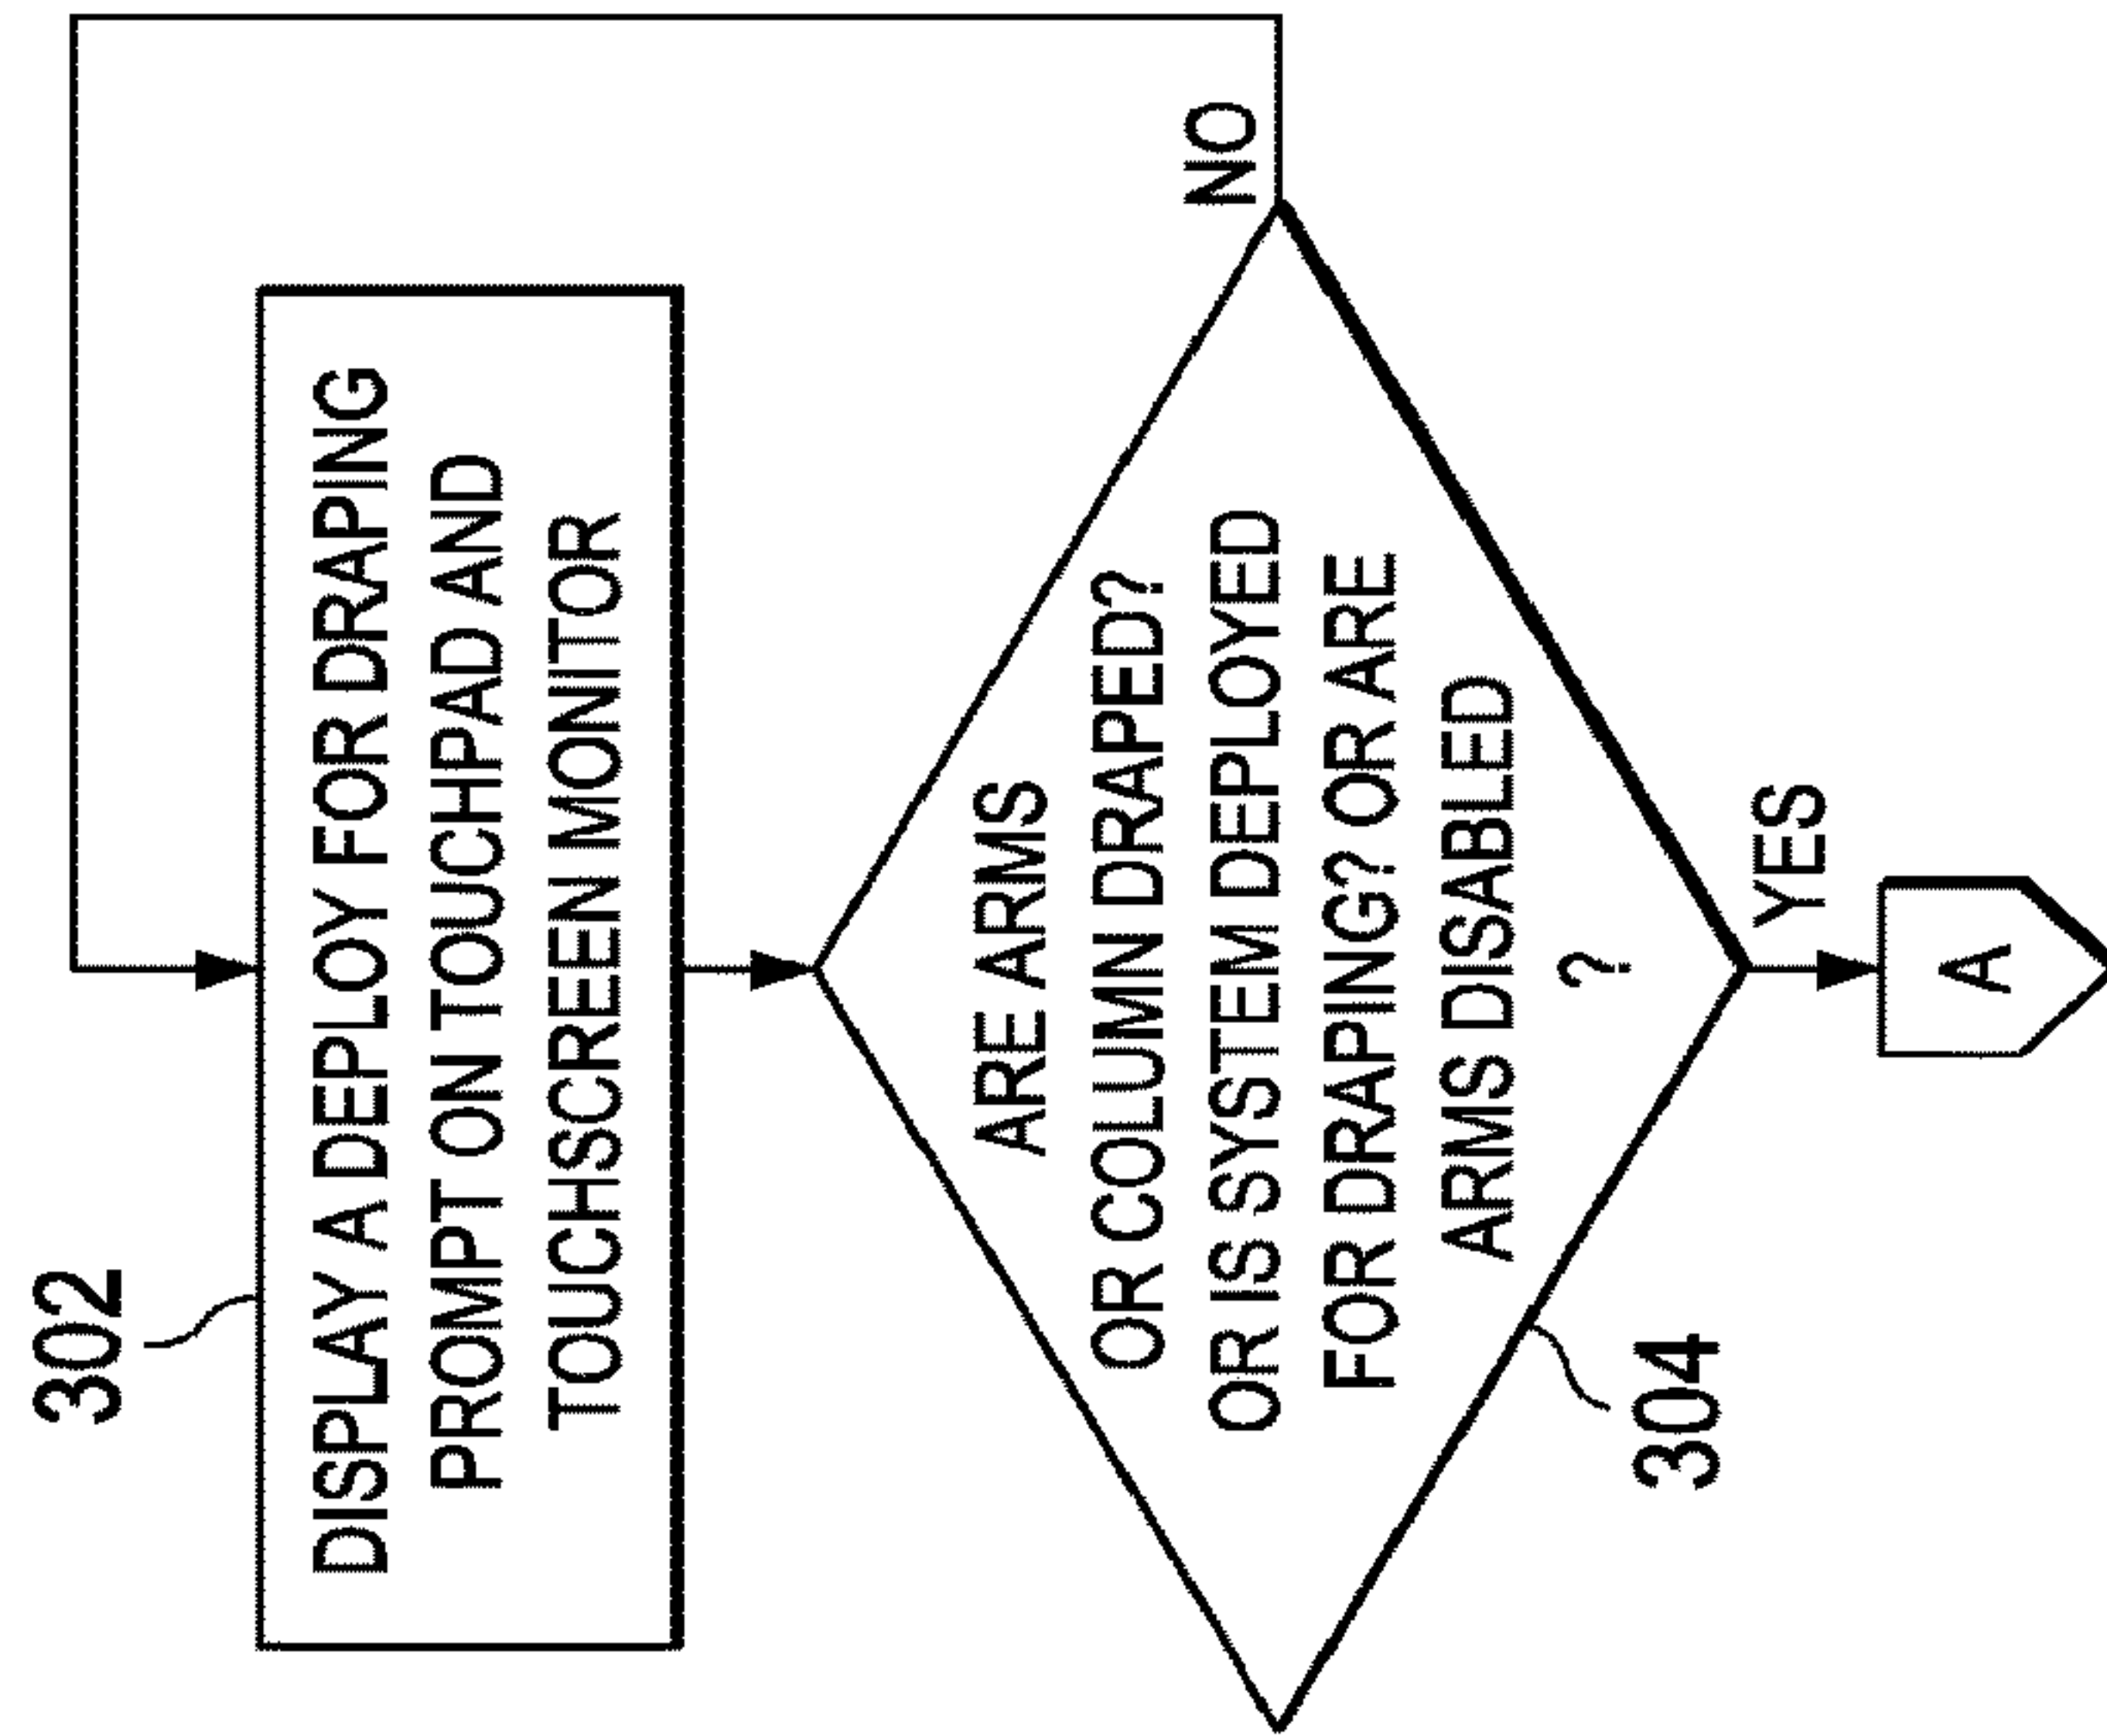 302
DISPLAY A DEPLOY FOR DRAPING
PROMPT ON TOUCHPAD AND
TOUCHSCREEN MONITOR
ARE ARMS
OR COLUMN DRAPED?
OR IS SYSTEM DEPLOYED
FOR DRAPING? OR ARE
ARMS DISABLED
?
NO
304
YES
A